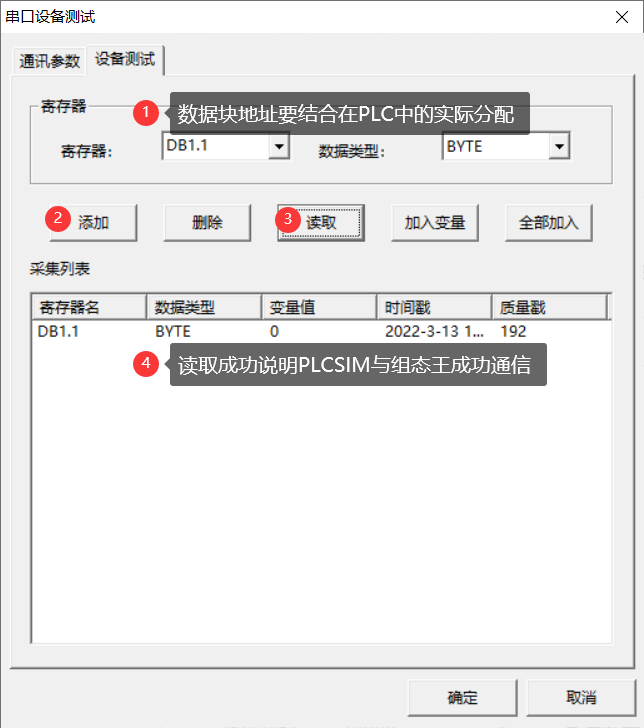 串口设备测试
通讯参数 设备测试
寄存器
1 数据块地址要结合在PLC中的实际分配
寄存器: DB1.1 数据类型: BYTE
2 添加 删除 3 读取 加入变量 全部加入
采集列表
寄存器名 数据类型 变量值 时间戳 质量戳
DB1.1 BYTE 0 2022-3-13 1... 192
4 读取成功说明PLCSIM与组态王成功通信
确定 取消